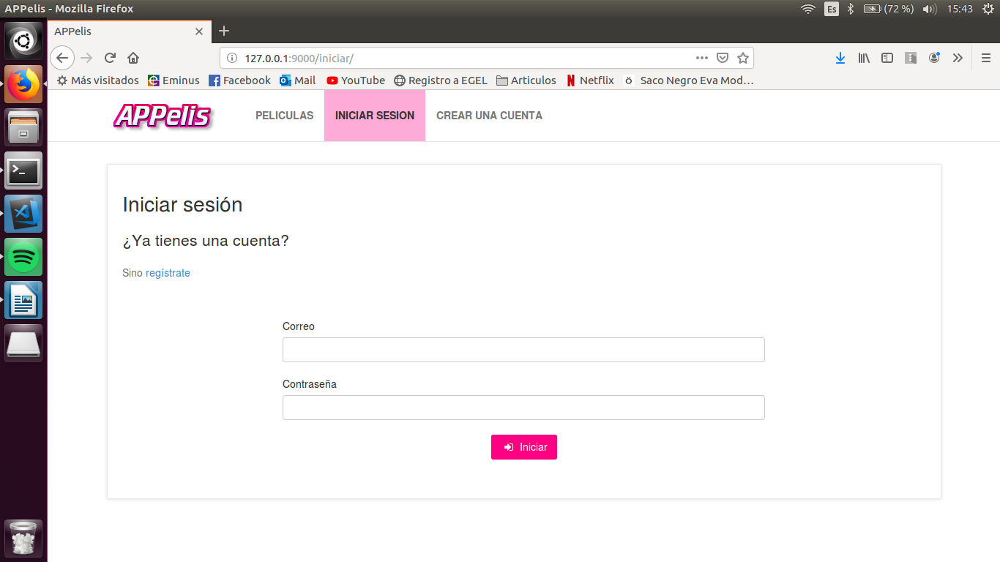 APPelis - Mozilla Firefox
Es
(72 %)
15:43
APPelis
127.0.0.1:9000/iniciar/
Más visitados
Eminus
Facebook
Mail
YouTube
Registro a EGEL
Articulos
Netflix
Saco Negro Eva Mod…
APPelis
PELICULAS
INICIAR SESION
CREAR UNA CUENTA
Iniciar sesión
¿Ya tienes una cuenta?
Sino regístrate
Correo
Contraseña
Iniciar